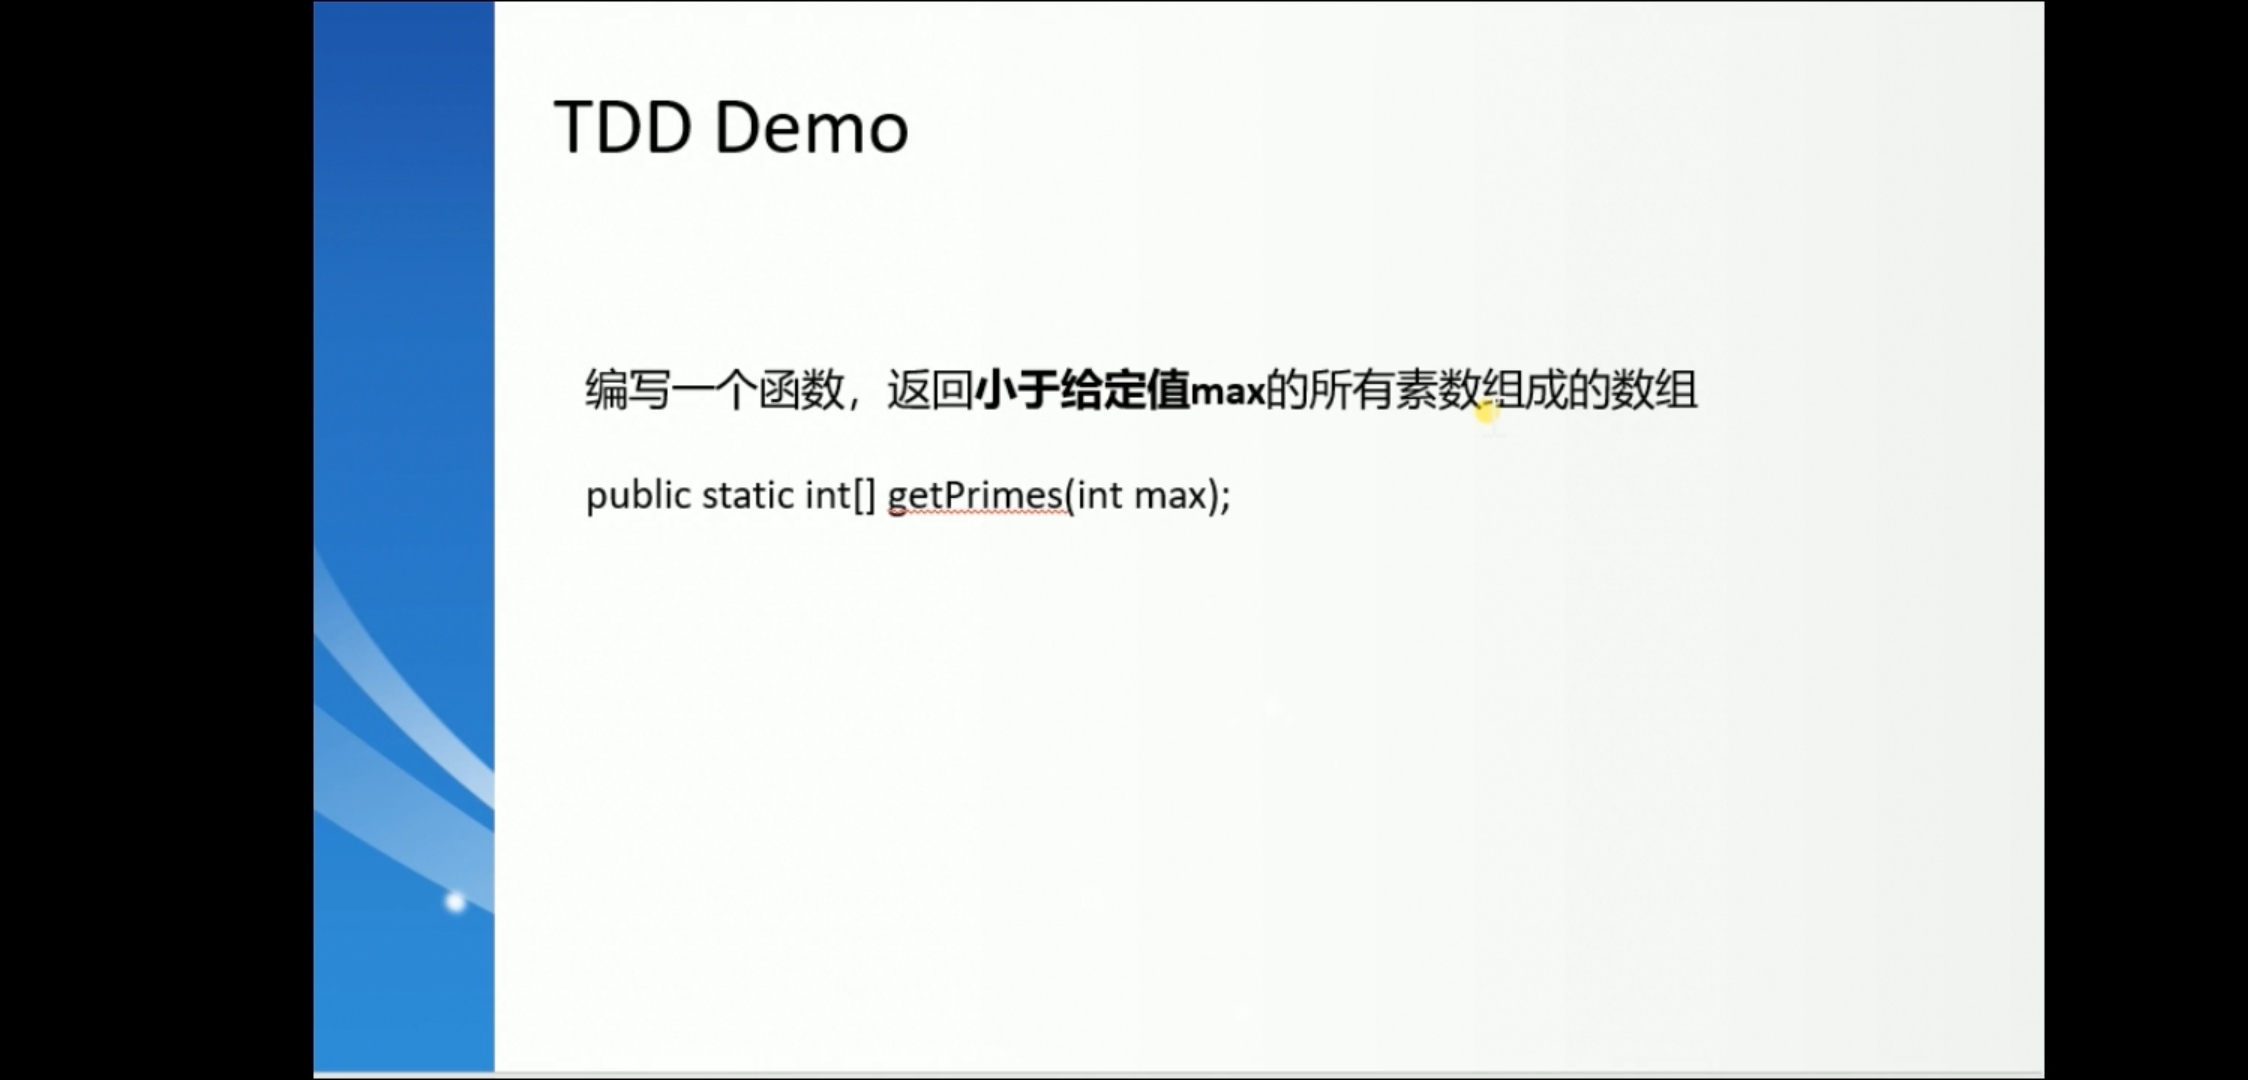 TDD Demo
编写一个函数，返回小于给定值max的所有素数组成的数组
public static int[] getPrimes(int max);